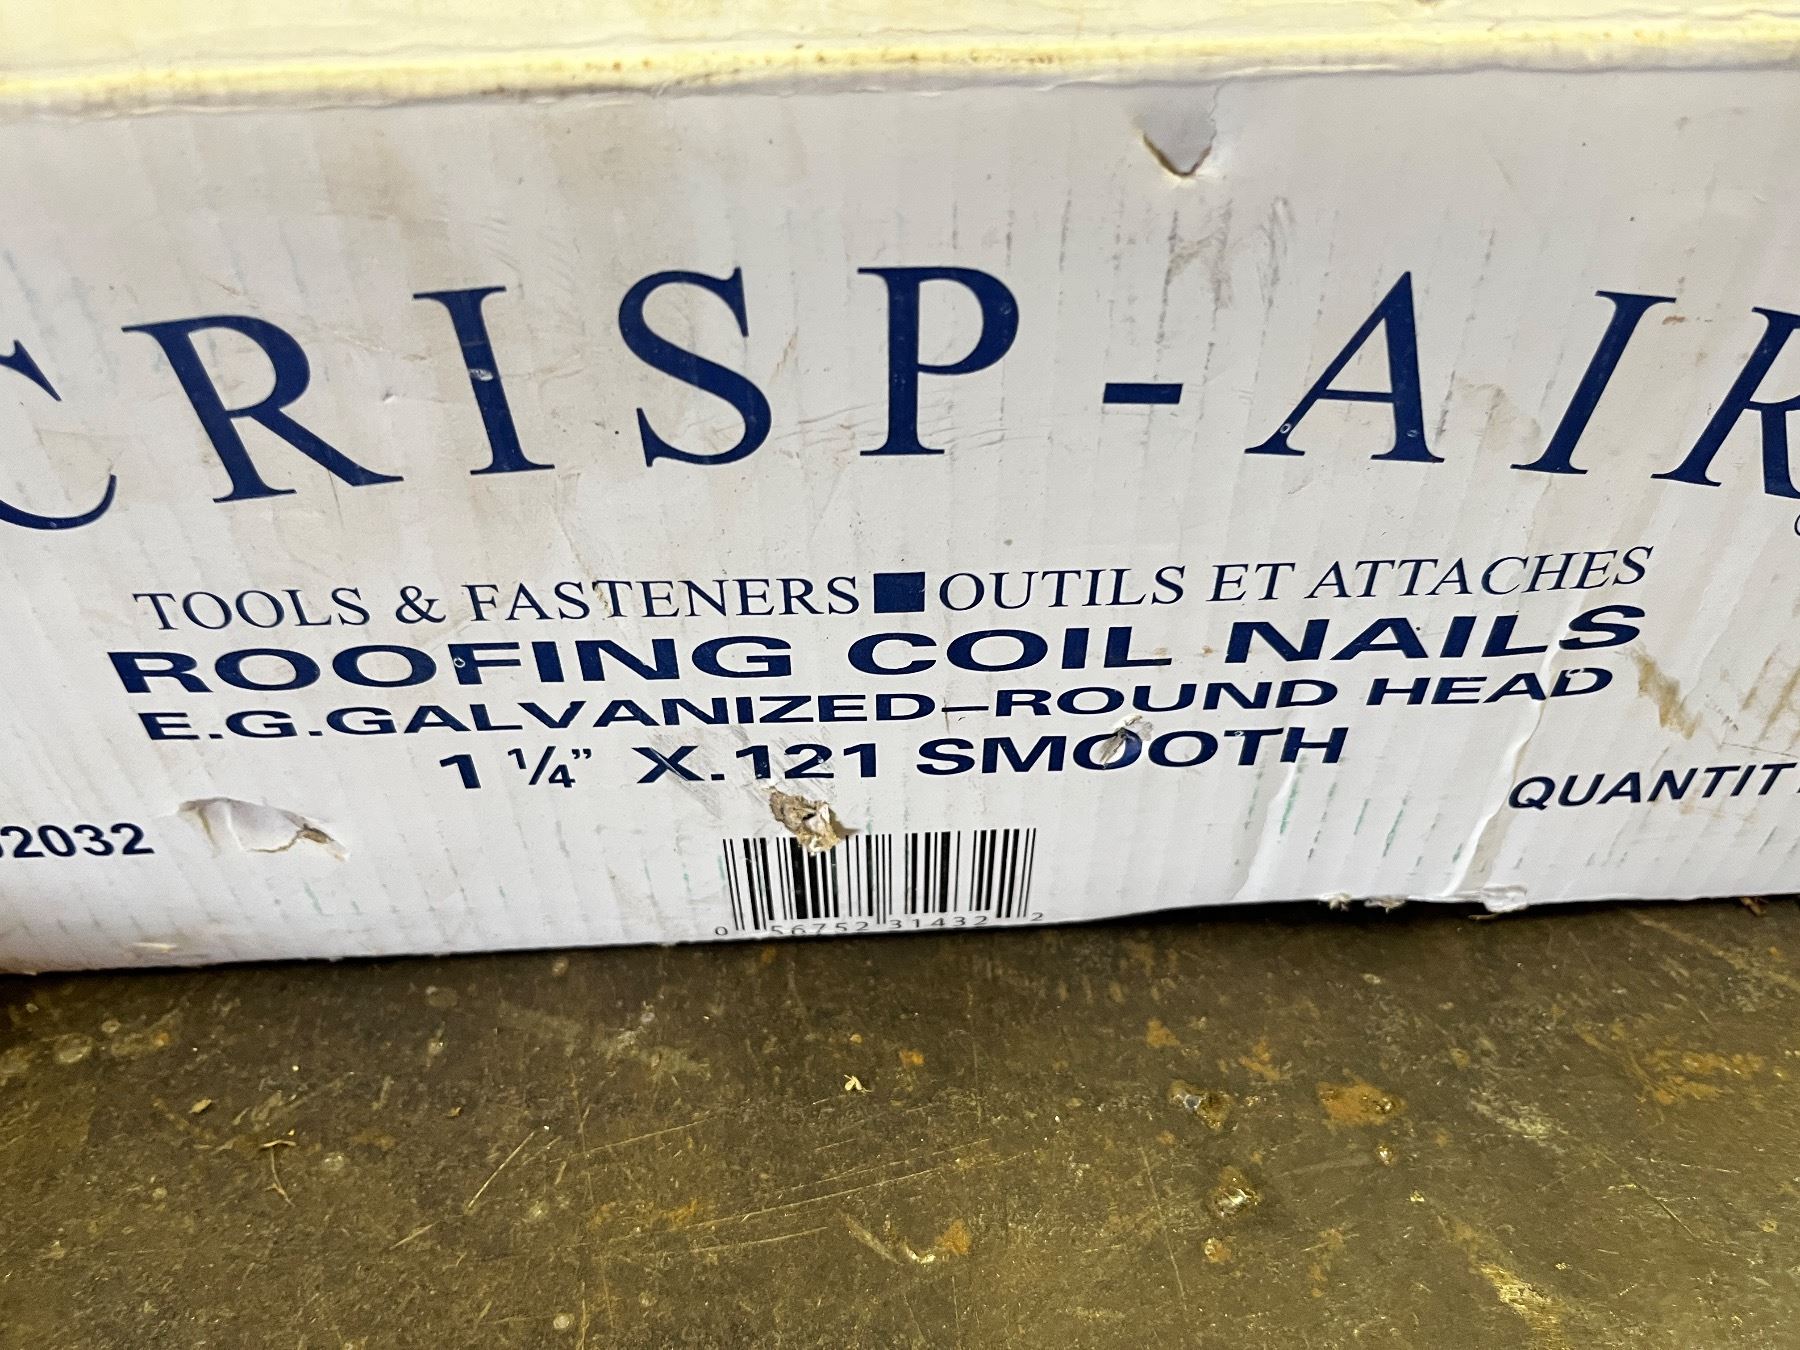 CRISP-AIR
TOOLS & FASTENERS ■ OUTILS ET ATTACHES
ROOFING COIL NAILS
E.G.GALVANIZED-ROUND HEAD
1 1/4" X.121 SMOOTH
2032
QUANTIT
0 56752 31432 2